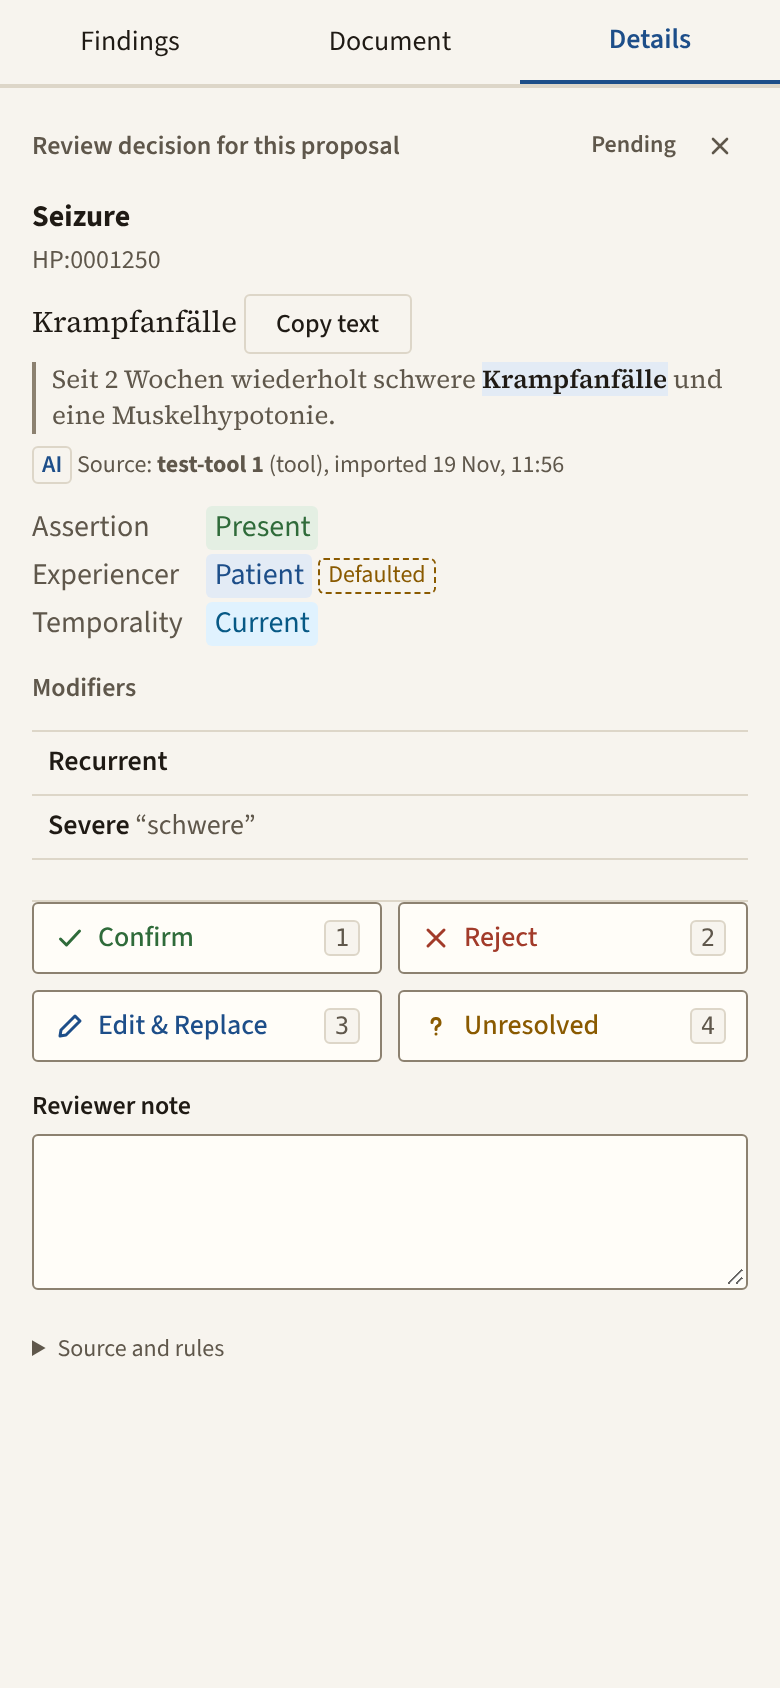 Findings Document Details
Review decision for this proposal Pending
Seizure
HP:0001250
Krampfanfälle Copy text
Seit 2 Wochen wiederholt schwere Krampfanfälle und
eine Muskelhypotonie.
AI Source: test-tool 1 (tool), imported 19 Nov, 11:56
Assertion Present
Experiencer Patient Defaulted
Temporality Current
Modifiers
Recurrent
Severe “schwere”
Confirm 1 Reject 2
Edit & Replace 3 ? Unresolved 4
Reviewer note
Source and rules